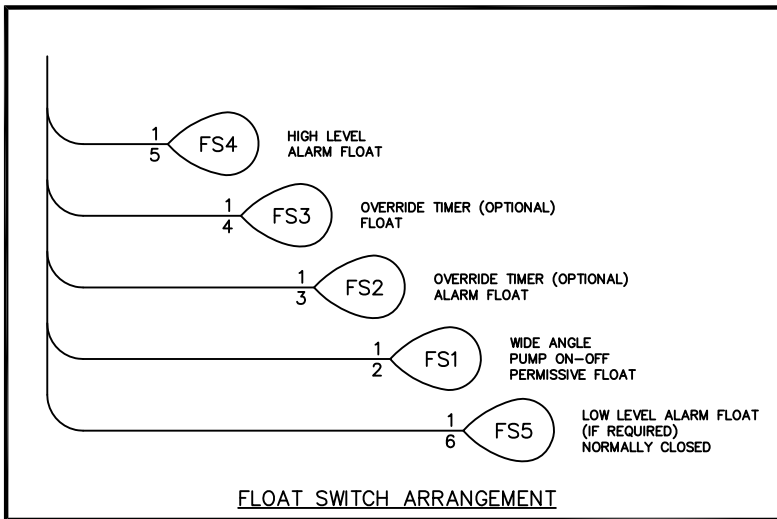 1
5
FS4
HIGH LEVEL
ALARM FLOAT
1
4
FS3
OVERRIDE TIMER (OPTIONAL)
FLOAT
1
3
FS2
OVERRIDE TIMER (OPTIONAL)
ALARM FLOAT
1
2
FS1
WIDE ANGLE
PUMP ON-OFF
PERMISSIVE FLOAT
1
6
FS5
LOW LEVEL ALARM FLOAT
(IF REQUIRED)
NORMALLY CLOSED
FLOAT SWITCH ARRANGEMENT